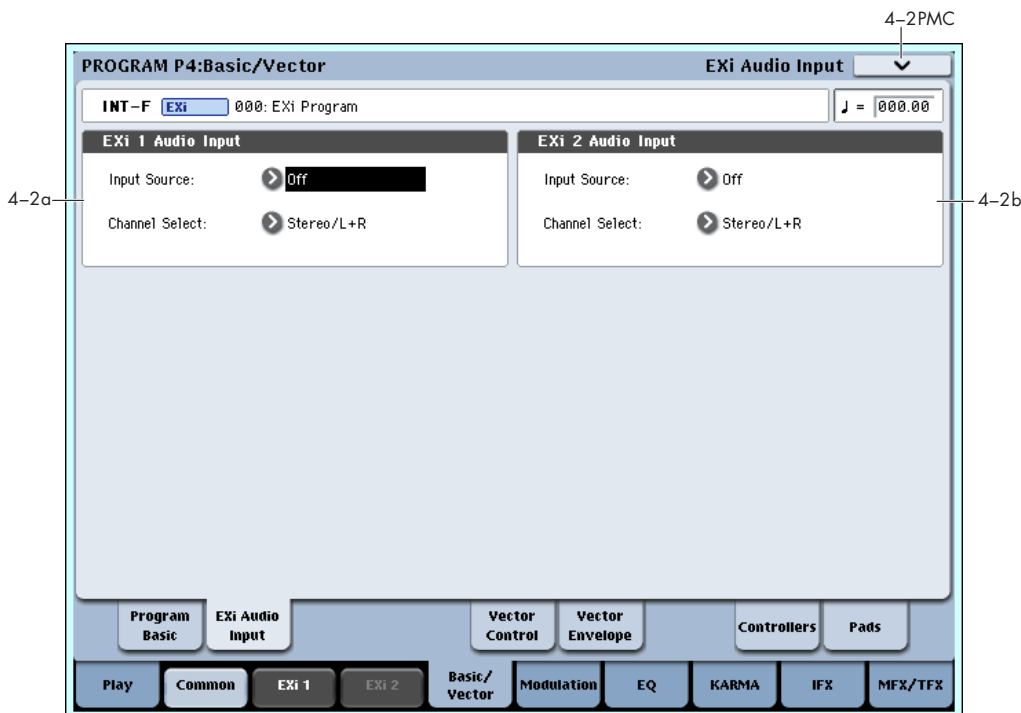 4–2PMC
PROGRAM P4:Basic/Vector EXi Audio Input
INT-F EXi 000: EXi Program ♩ = 000.00
EXi 1 Audio Input
Input Source: Off
Channel Select: Stereo/L+R
EXi 2 Audio Input
Input Source: Off
Channel Select: Stereo/L+R
4–2a
4–2b
Program Basic
EXi Audio Input
Vector Control
Vector Envelope
Controllers
Pads
Play
Common
EXi 1
EXi 2
Basic/ Vector
Modulation
EQ
KARMA
IFX
MFX/TFX